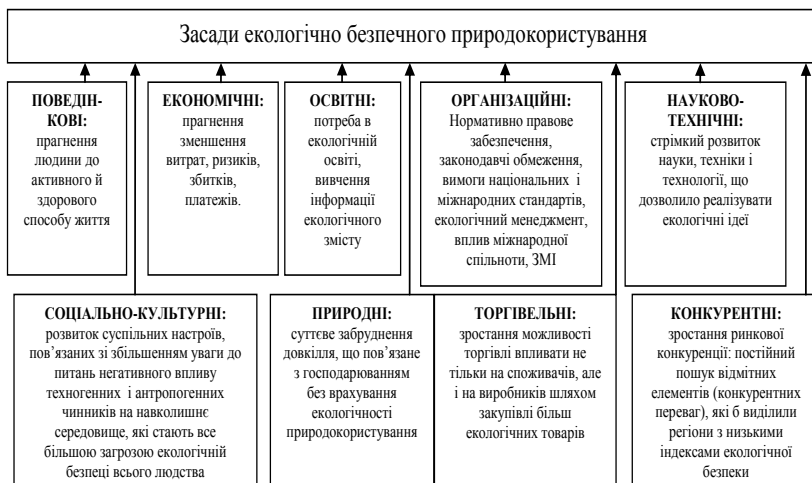 Засади екологічно безпечного природокористування
ПОВЕДІН-
КОВІ:
прагнення
людини до
активного й
здорового
способу життя
ЕКОНОМІЧНІ:
прагнення
зменшення
витрат, ризиків,
збитків,
платежів.
ОСВІТНІ:
потреба в
екологічній
освіті,
вивчення
інформації
екологічного
змісту
ОРГАНІЗАЦІЙНІ:
Нормативно правове
забезпечення,
законодавчі обмеження,
вимоги національних і
міжнародних стандартів,
екологічний менеджмент,
вплив міжнародної
спільноти, ЗМІ
НАУКОВО-
ТЕХНІЧНІ:
стрімкий розвиток
науки, техніки і
технології, що
дозволило реалізувати
екологічні ідеї
СОЦІАЛЬНО-КУЛЬТУРНІ:
розвиток суспільних настроїв,
пов’язаних зі збільшенням уваги до
питань негативного впливу
техногенних і антропогенних
чинників на навколишнє
середовище, які стають все
більшою загрозою екологічній
безпеці всього людства
ПРИРОДНІ:
суттєве забруднення
довкілля, що пов’язане
з господарюванням
без врахування
екологічності
природокористування
ТОРГІВЕЛЬНІ:
зростання можливості
торгівлі впливати не
тільки на споживачів, але
і на виробників шляхом
закупівлі більш
екологічних товарів
КОНКУРЕНТНІ:
зростання ринкової
конкуренції: постійний
пошук відмітних
елементів (конкурентних
переваг), які б виділили
регіони з низькими
індексами екологічної
безпеки